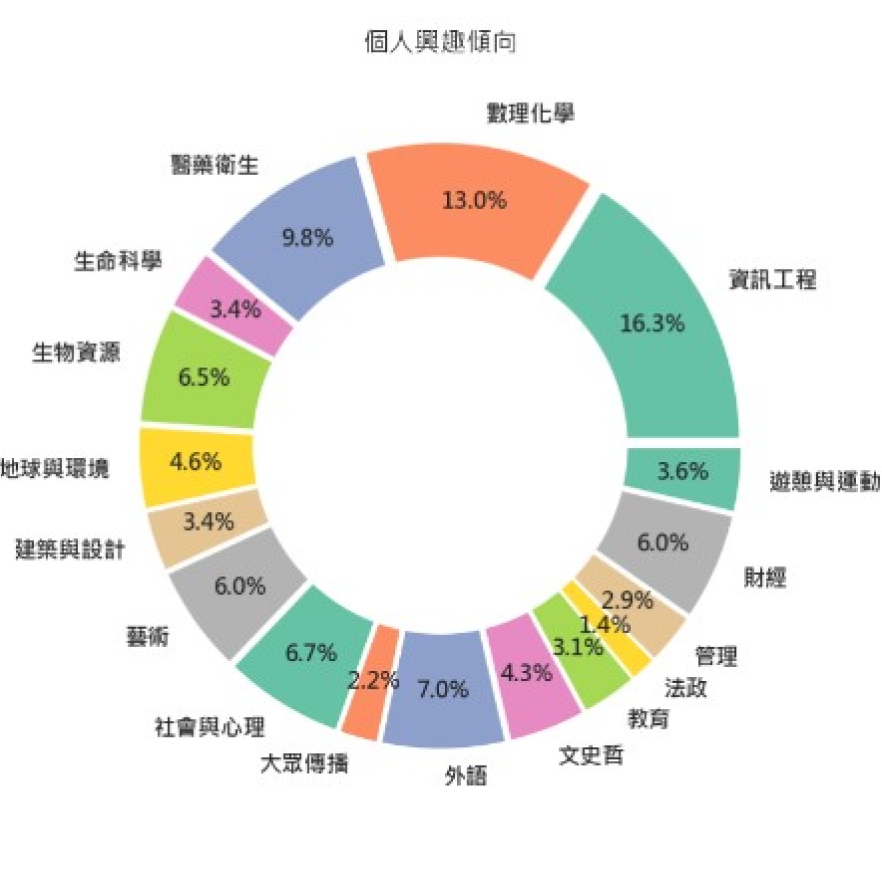 個人興趣傾向
數理化學
13.0%
資訊工程
16.3%
醫藥衛生
9.8%
生命科學
3.4%
生物資源
6.5%
地球與環境
4.6%
建築與設計
3.4%
藝術
6.0%
社會與心理
6.7%
大眾傳播
2.2%
外語
7.0%
文史哲
4.3%
教育
3.1%
法政
1.4%
管理
2.9%
財經
6.0%
遊憩與運動
3.6%